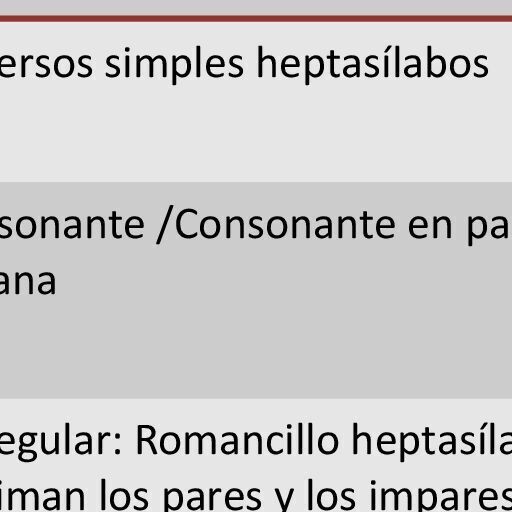 ersos simples heptasílabos
sonante /Consonante en pa
ana
egular: Romancillo heptasíla
iman los pares y los impares